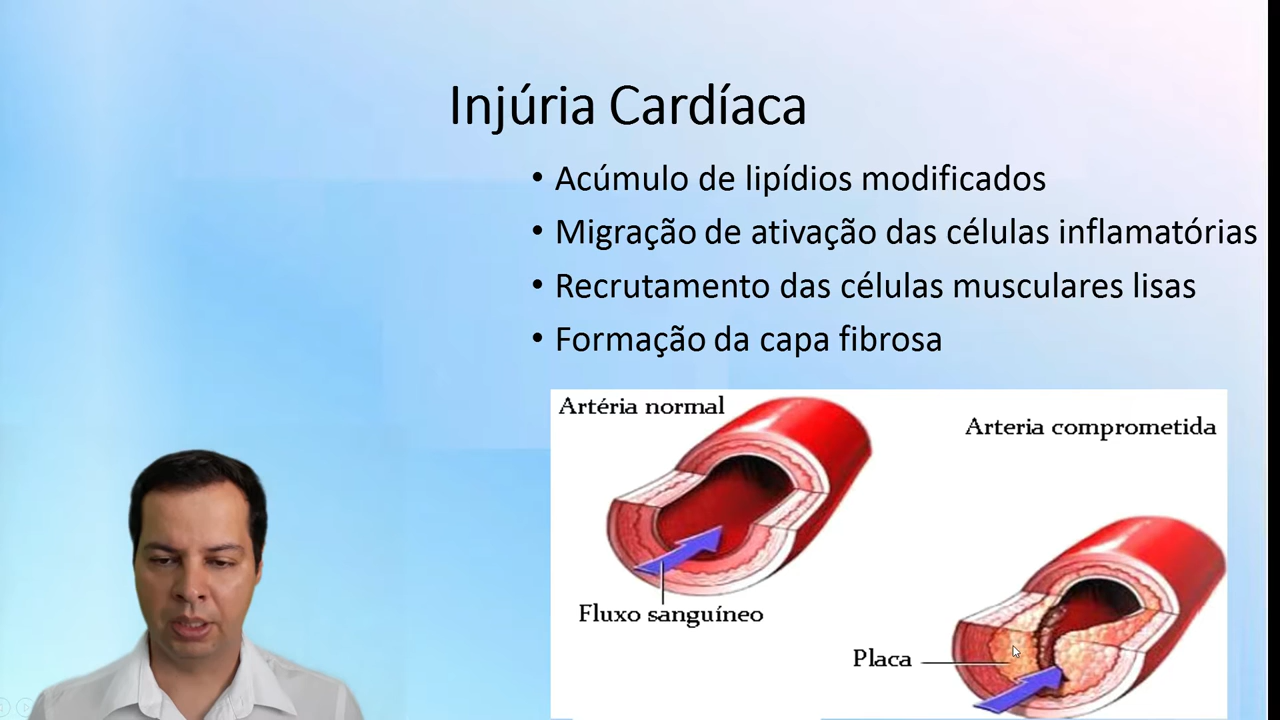 Injúria Cardíaca
• Acúmulo de lipídios modificados
• Migração de ativação das células inflamatórias
• Recrutamento das células musculares lisas
• Formação da capa fibrosa
Artéria normal
Arteria comprometida
Fluxo sanguíneo
Placa